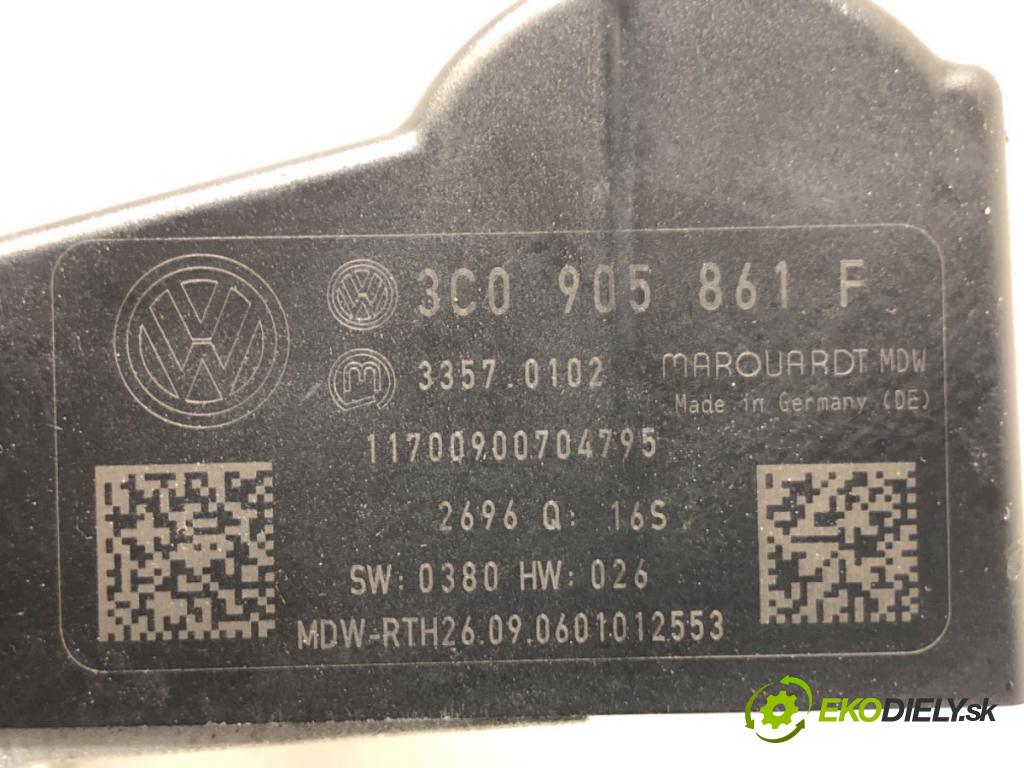 3C0 905 861 F
3357.0102 MARQUARDT MDW
Made in Germany (DE)
11700900704795
2696 Q: 16S
SW: 0380 HW: 026
MDW-RTH26.09.0601012553
EKODIELY.sk